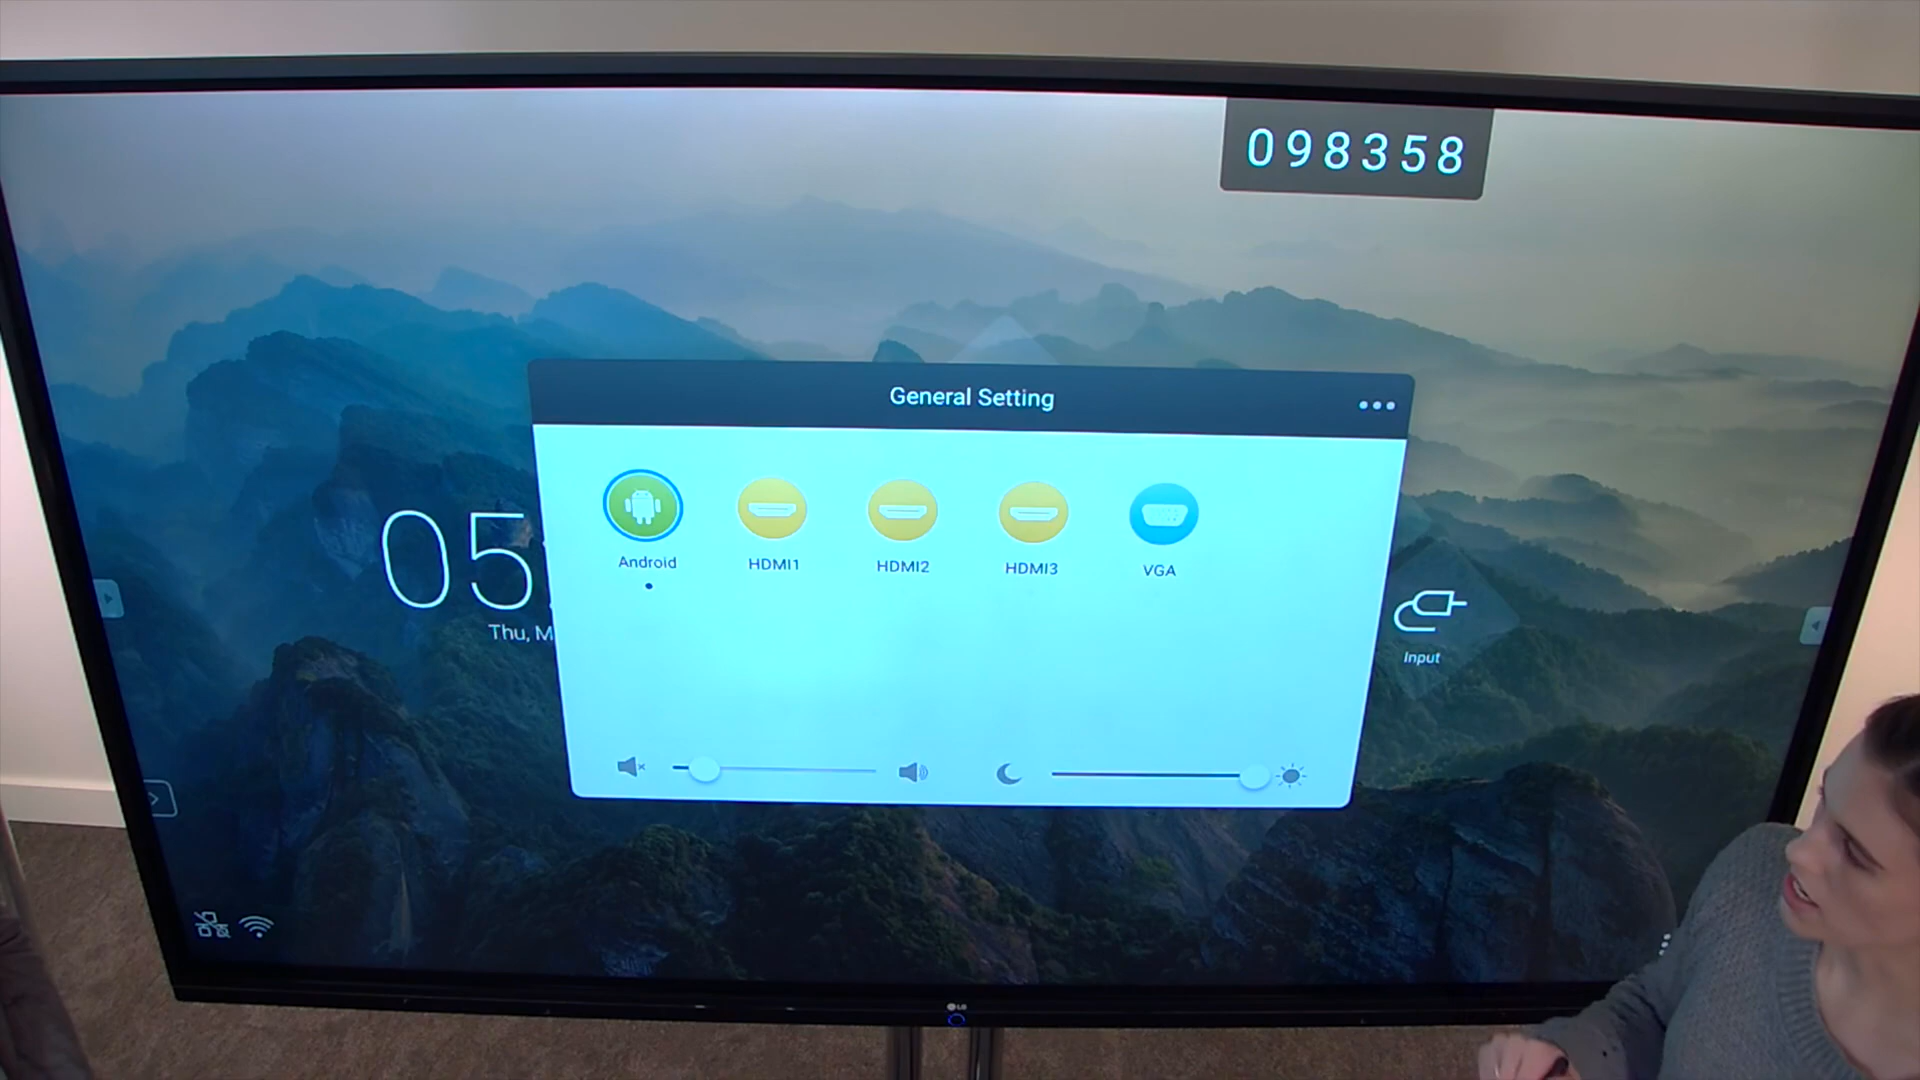 098358
General Setting
Android
HDMI1
HDMI2
HDMI3
VGA
05:
Thu, M
Input
LG